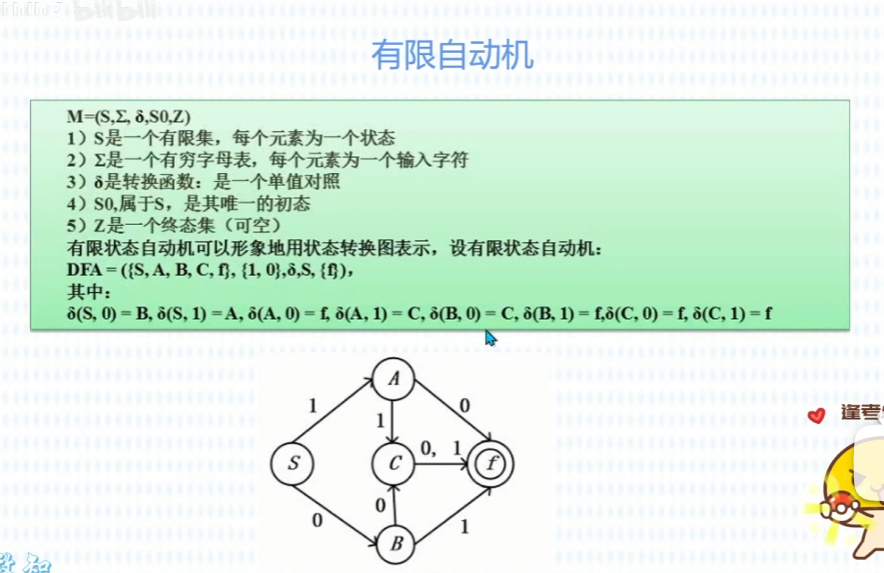 bilibili
有限自动机
M=(S,Σ, δ,S0,Z)
1）S是一个有限集，每个元素为一个状态
2）Σ是一个有穷字母表，每个元素为一个输入字符
3）δ是转换函数：是一个单值对照
4）S0,属于S，是其唯一的初态
5）Z是一个终态集（可空）
有限状态自动机可以形象地用状态转换图表示，设有限状态自动机：
DFA = ({S, A, B, C, f}, {1, 0},δ,S, {f})，
其中：
δ(S, 0) = B, δ(S, 1) = A, δ(A, 0) = f, δ(A, 1) = C, δ(B, 0) = C, δ(B, 1) = f,δ(C, 0) = f, δ(C, 1) = f
A
1
0
逢考
1
0, 1
S
C
f
0
0
1
B